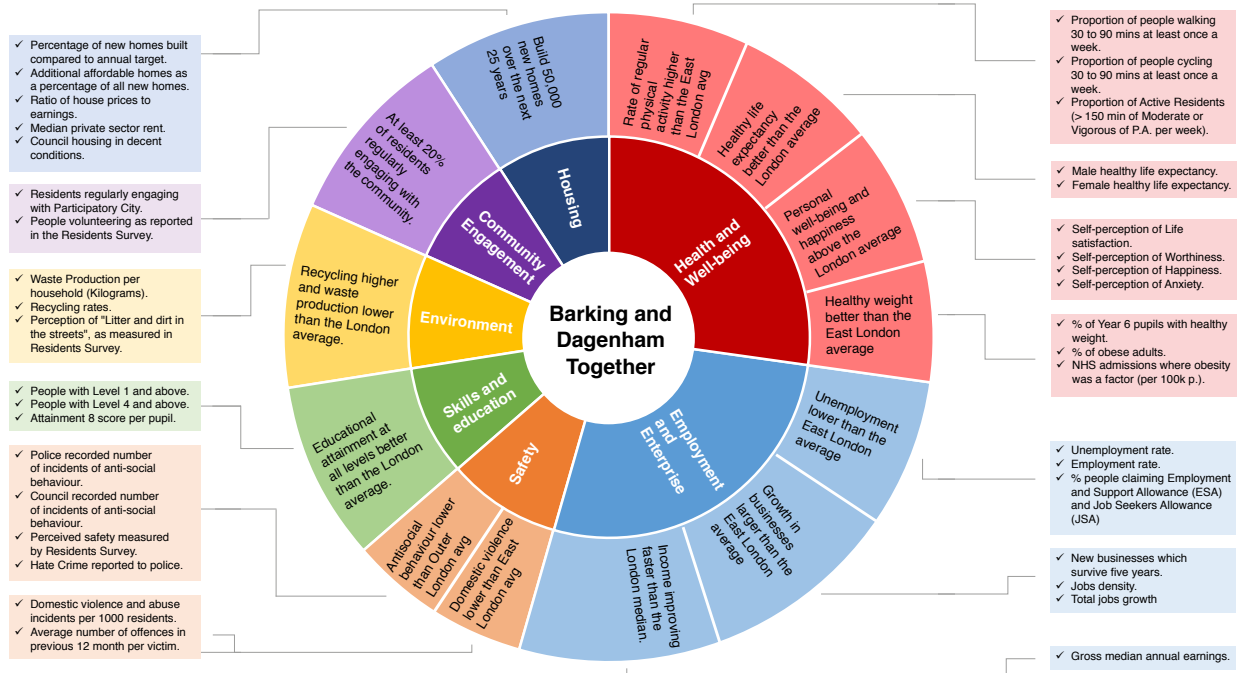 Percentage of new homes built
compared to annual target.
Additional affordable homes as
a percentage of all new homes.
Ratio of house prices to
earnings.
Median private sector rent.
Council housing in decent
conditions.
Residents regularly engaging
with Participatory City.
People volunteering as reported
in the Residents Survey.
Waste Production per
household (Kilograms).
Recycling rates.
Perception of "Litter and dirt in
the streets", as measured in
Residents Survey.
People with Level 1 and above.
People with Level 4 and above.
Attainment 8 score per pupil.
Police recorded number
of incidents of anti-social
behaviour.
Council recorded number
of incidents of anti-social
behaviour.
Perceived safety measured
by Residents Survey.
Hate Crime reported to police.
Domestic violence and abuse
incidents per 1000 residents.
Average number of offences in
previous 12 month per victim.
Build 50,000
new homes
over the next
25 years
At least 20%
of residents
regularly
engaging with
the community.
Recycling higher
and waste
production lower
than the London
average.
Educational
attainment at
all levels better
than the London
average.
Antisocial
behaviour lower
than Outer
London avg
Domestic violence
lower than East
London avg
Income improving
faster than the
London median.
Growth in
businesses
larger than the
East London
average
Unemployment
lower than the
East London
average
Healthy weight
better than the
East London
average
Personal
well-being and
happiness
above the
London average
Healthy life
expectancy
better than the
London average
Rate of regular
physical
activity higher
than the East
London avg
Housing
Community
Engagement
Environment
Skills and
education
Safety
Employment
and
Enterprise
Health and
Well-being
Barking and
Dagenham
Together
Proportion of people walking
30 to 90 mins at least once a
week.
Proportion of people cycling
30 to 90 mins at least once a
week.
Proportion of Active Residents
(> 150 min of Moderate or
Vigorous of P.A. per week).
Male healthy life expectancy.
Female healthy life expectancy.
Self-perception of Life
satisfaction.
Self-perception of Worthiness.
Self-perception of Happiness.
Self-perception of Anxiety.
% of Year 6 pupils with healthy
weight.
% of obese adults.
NHS admissions where obesity
was a factor (per 100k p.).
Unemployment rate.
Employment rate.
% people claiming Employment
and Support Allowance (ESA)
and Job Seekers Allowance
(JSA)
New businesses which
survive five years.
Jobs density.
Total jobs growth
Gross median annual earnings.